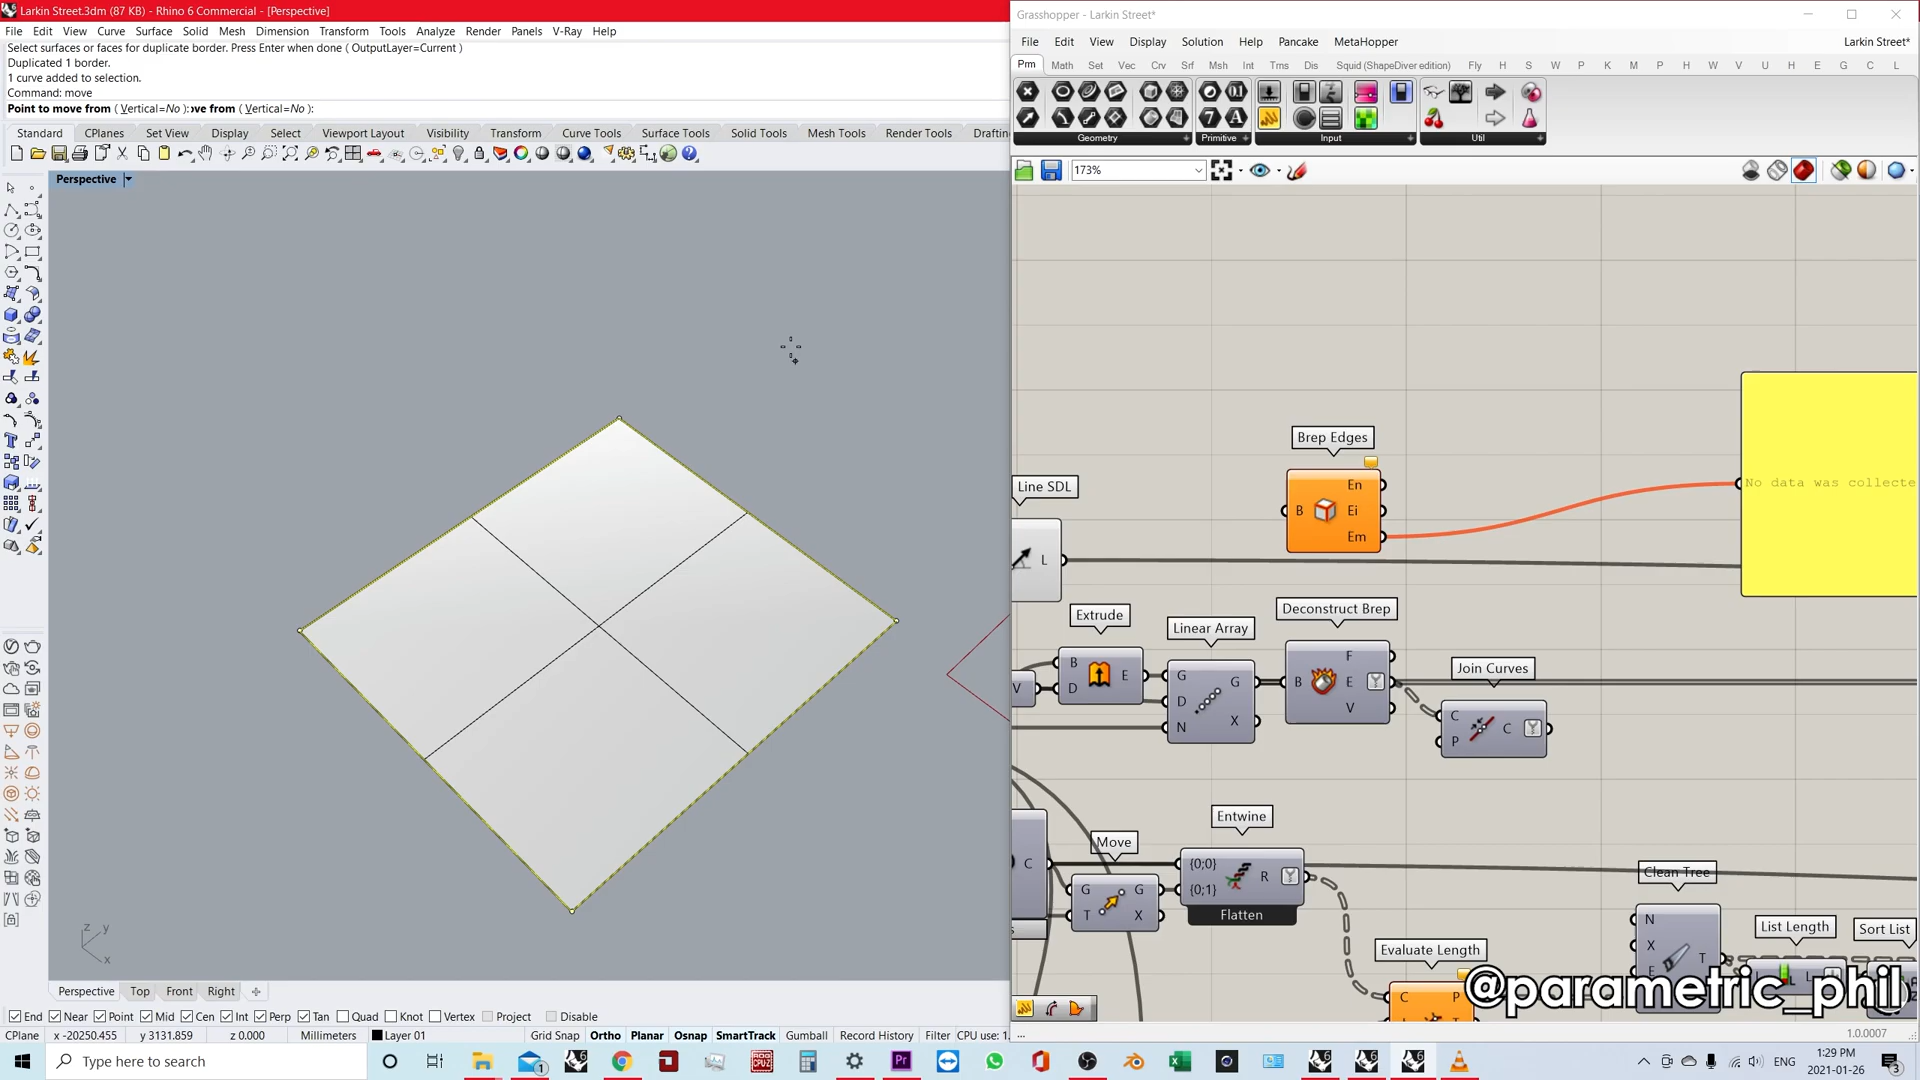 Larkin Street.3dm (87 KB) - Rhino 6 Commercial - [Perspective]
File Edit View Curve Surface Solid Mesh Dimension Transform Tools Analyze Render Panels V-Ray Help
Select surfaces or faces for duplicate border. Press Enter when done ( OutputLayer=Current )
Duplicated 1 border.
1 curve added to selection.
Command: move
Point to move from ( Vertical=No ):ove from ( Vertical=No ):
Standard CPlanes Set View Display Select Viewport Layout Visibility Transform Curve Tools Surface Tools Solid Tools Mesh Tools Render Tools Draftin
Perspective
z y
x
Perspective Top Front Right
End Near Point Mid Cen Int Perp Tan Quad Knot Vertex Project Disable
CPlane x -20250.455 y 3131.859 z 0.000 Millimeters Layer 01 Grid Snap Ortho Planar Osnap SmartTrack Gumball Record History Filter CPU use: 1.
Grasshopper - Larkin Street*
File Edit View Display Solution Help Pancake MetaHopper Larkin Street*
Prm Math Set Vec Crv Srf Msh Int Trns Dis Squid (ShapeDiver edition) Fly H S W P K M P H W V U H E G C L
Geometry Primitive Input Util
173%
Brep Edges
B En
Ei
Em
No data was collecte
Line SDL
L
Extrude
V B D E
Linear Array
G D N G X
Deconstruct Brep
B F E V
Join Curves
C P C
Entwine
{0;0}
{0;1} R
Flatten
Move
C G T G X
Clean Tree
N X E T
List Length
L
Sort List
Evaluate Length
C P
@parametric_phil
1.0.0007
Type here to search
ENG
1:29 PM
2021-01-26